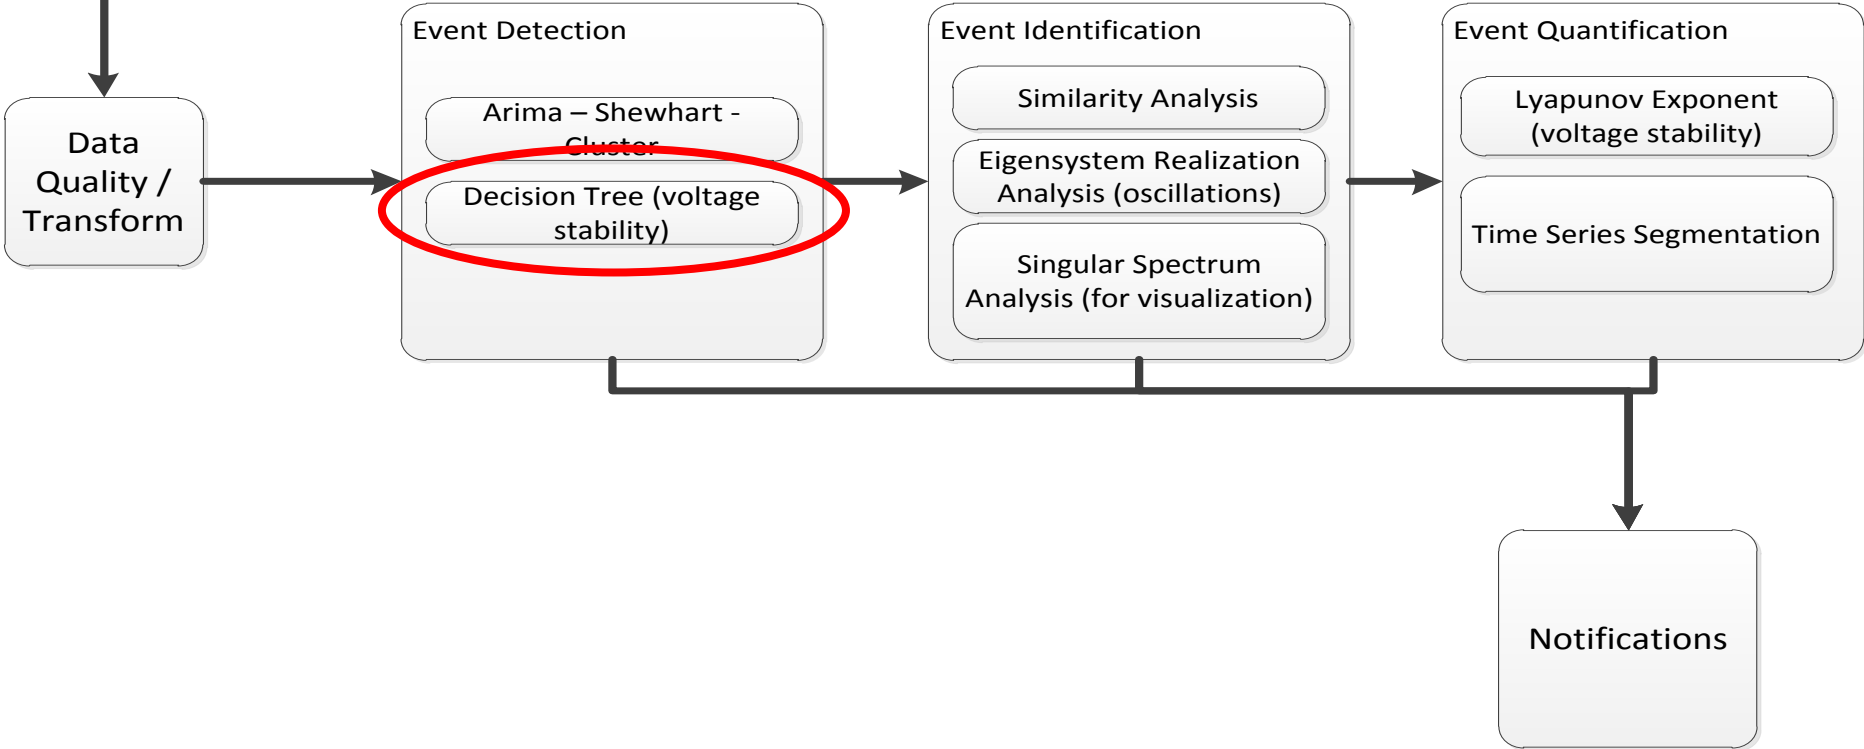 Data
Quality /
Transform
Event Detection
Arima – Shewhart -
Cluster
Decision Tree (voltage
stability)
Event Identification
Similarity Analysis
Eigensystem Realization
Analysis (oscillations)
Singular Spectrum
Analysis (for visualization)
Event Quantification
Lyapunov Exponent
(voltage stability)
Time Series Segmentation
Notifications